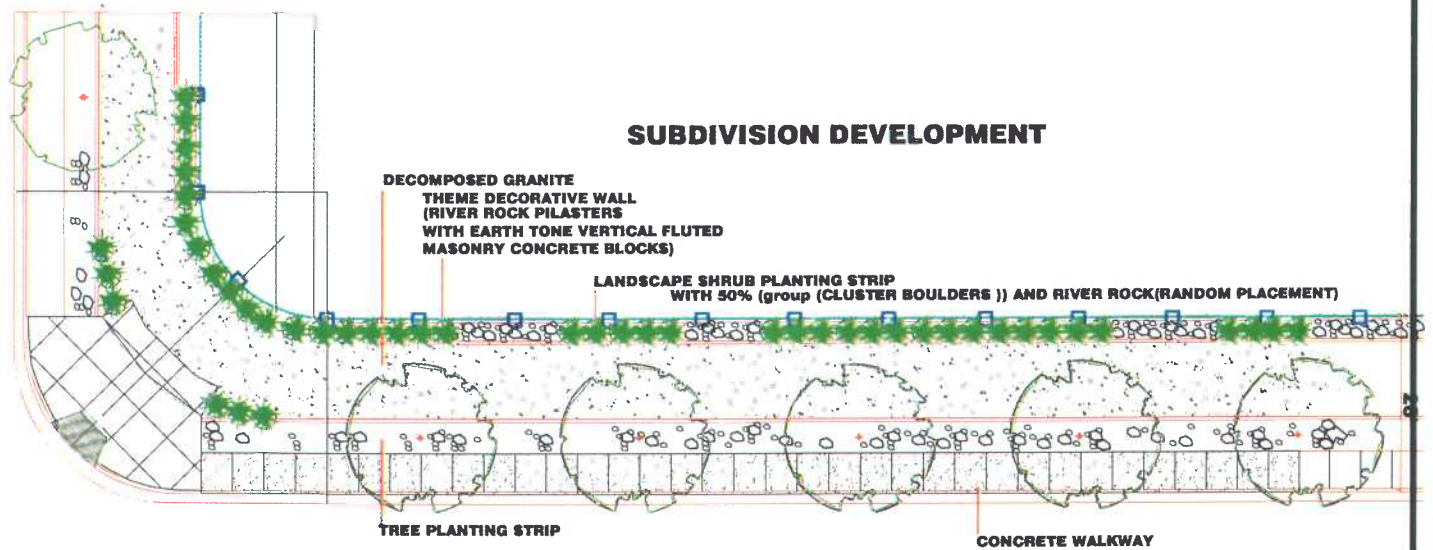 SUBDIVISION DEVELOPMENT
DECOMPOSED GRANITE
THEME DECORATIVE WALL
(RIVER ROCK PILASTERS
WITH EARTH TONE VERTICAL FLUTED
MASONRY CONCRETE BLOCKS)
LANDSCAPE SHRUB PLANTING STRIP
WITH 50% (group (CLUSTER BOULDERS )) AND RIVER ROCK(RANDOM PLACEMENT)
TREE PLANTING STRIP
CONCRETE WALKWAY